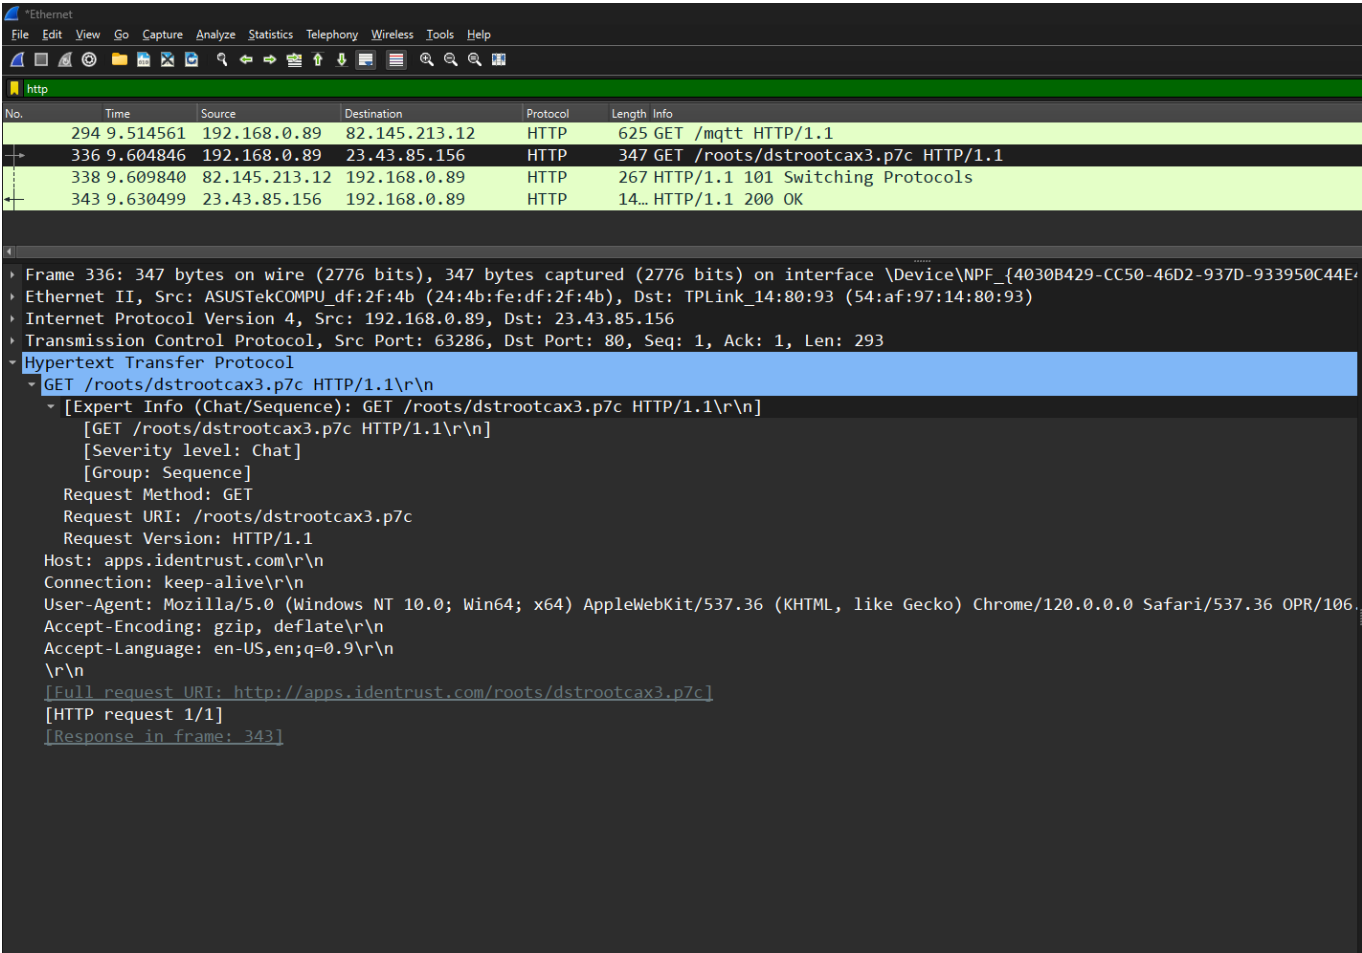 *Ethernet
File Edit View Go Capture Analyze Statistics Telephony Wireless Tools Help
http
No. Time Source Destination Protocol Length Info
294 9.514561 192.168.0.89 82.145.213.12 HTTP 625 GET /mqtt HTTP/1.1
336 9.604846 192.168.0.89 23.43.85.156 HTTP 347 GET /roots/dstrootcax3.p7c HTTP/1.1
338 9.609840 82.145.213.12 192.168.0.89 HTTP 267 HTTP/1.1 101 Switching Protocols
343 9.630499 23.43.85.156 192.168.0.89 HTTP 14… HTTP/1.1 200 OK
Frame 336: 347 bytes on wire (2776 bits), 347 bytes captured (2776 bits) on interface \Device\NPF_{4030B429-CC50-46D2-937D-933950C44E4
Ethernet II, Src: ASUSTekCOMPU_df:2f:4b (24:4b:fe:df:2f:4b), Dst: TPLink_14:80:93 (54:af:97:14:80:93)
Internet Protocol Version 4, Src: 192.168.0.89, Dst: 23.43.85.156
Transmission Control Protocol, Src Port: 63286, Dst Port: 80, Seq: 1, Ack: 1, Len: 293
Hypertext Transfer Protocol
GET /roots/dstrootcax3.p7c HTTP/1.1\r\n
[Expert Info (Chat/Sequence): GET /roots/dstrootcax3.p7c HTTP/1.1\r\n]
[GET /roots/dstrootcax3.p7c HTTP/1.1\r\n]
[Severity level: Chat]
[Group: Sequence]
Request Method: GET
Request URI: /roots/dstrootcax3.p7c
Request Version: HTTP/1.1
Host: apps.identrust.com\r\n
Connection: keep-alive\r\n
User-Agent: Mozilla/5.0 (Windows NT 10.0; Win64; x64) AppleWebKit/537.36 (KHTML, like Gecko) Chrome/120.0.0.0 Safari/537.36 OPR/106.
Accept-Encoding: gzip, deflate\r\n
Accept-Language: en-US,en;q=0.9\r\n
\r\n
[Full request URI: http://apps.identrust.com/roots/dstrootcax3.p7c]
[HTTP request 1/1]
[Response in frame: 343]